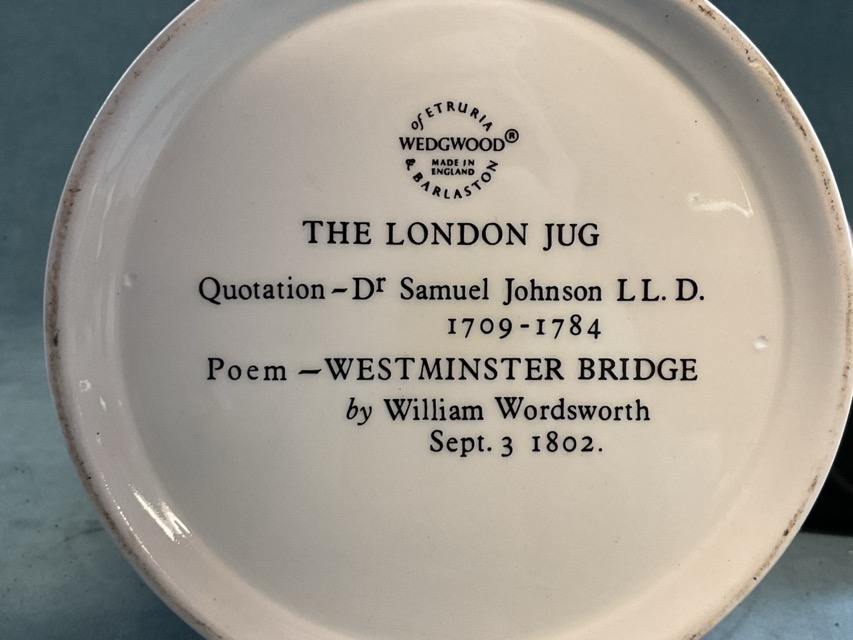 of ETRURIA
WEDGWOOD®
MADE IN
ENGLAND
& BARLASTON
THE LONDON JUG
Quotation – Dr Samuel Johnson LL. D.
1709-1784
Poem – WESTMINSTER BRIDGE
by William Wordsworth
Sept. 3 1802.